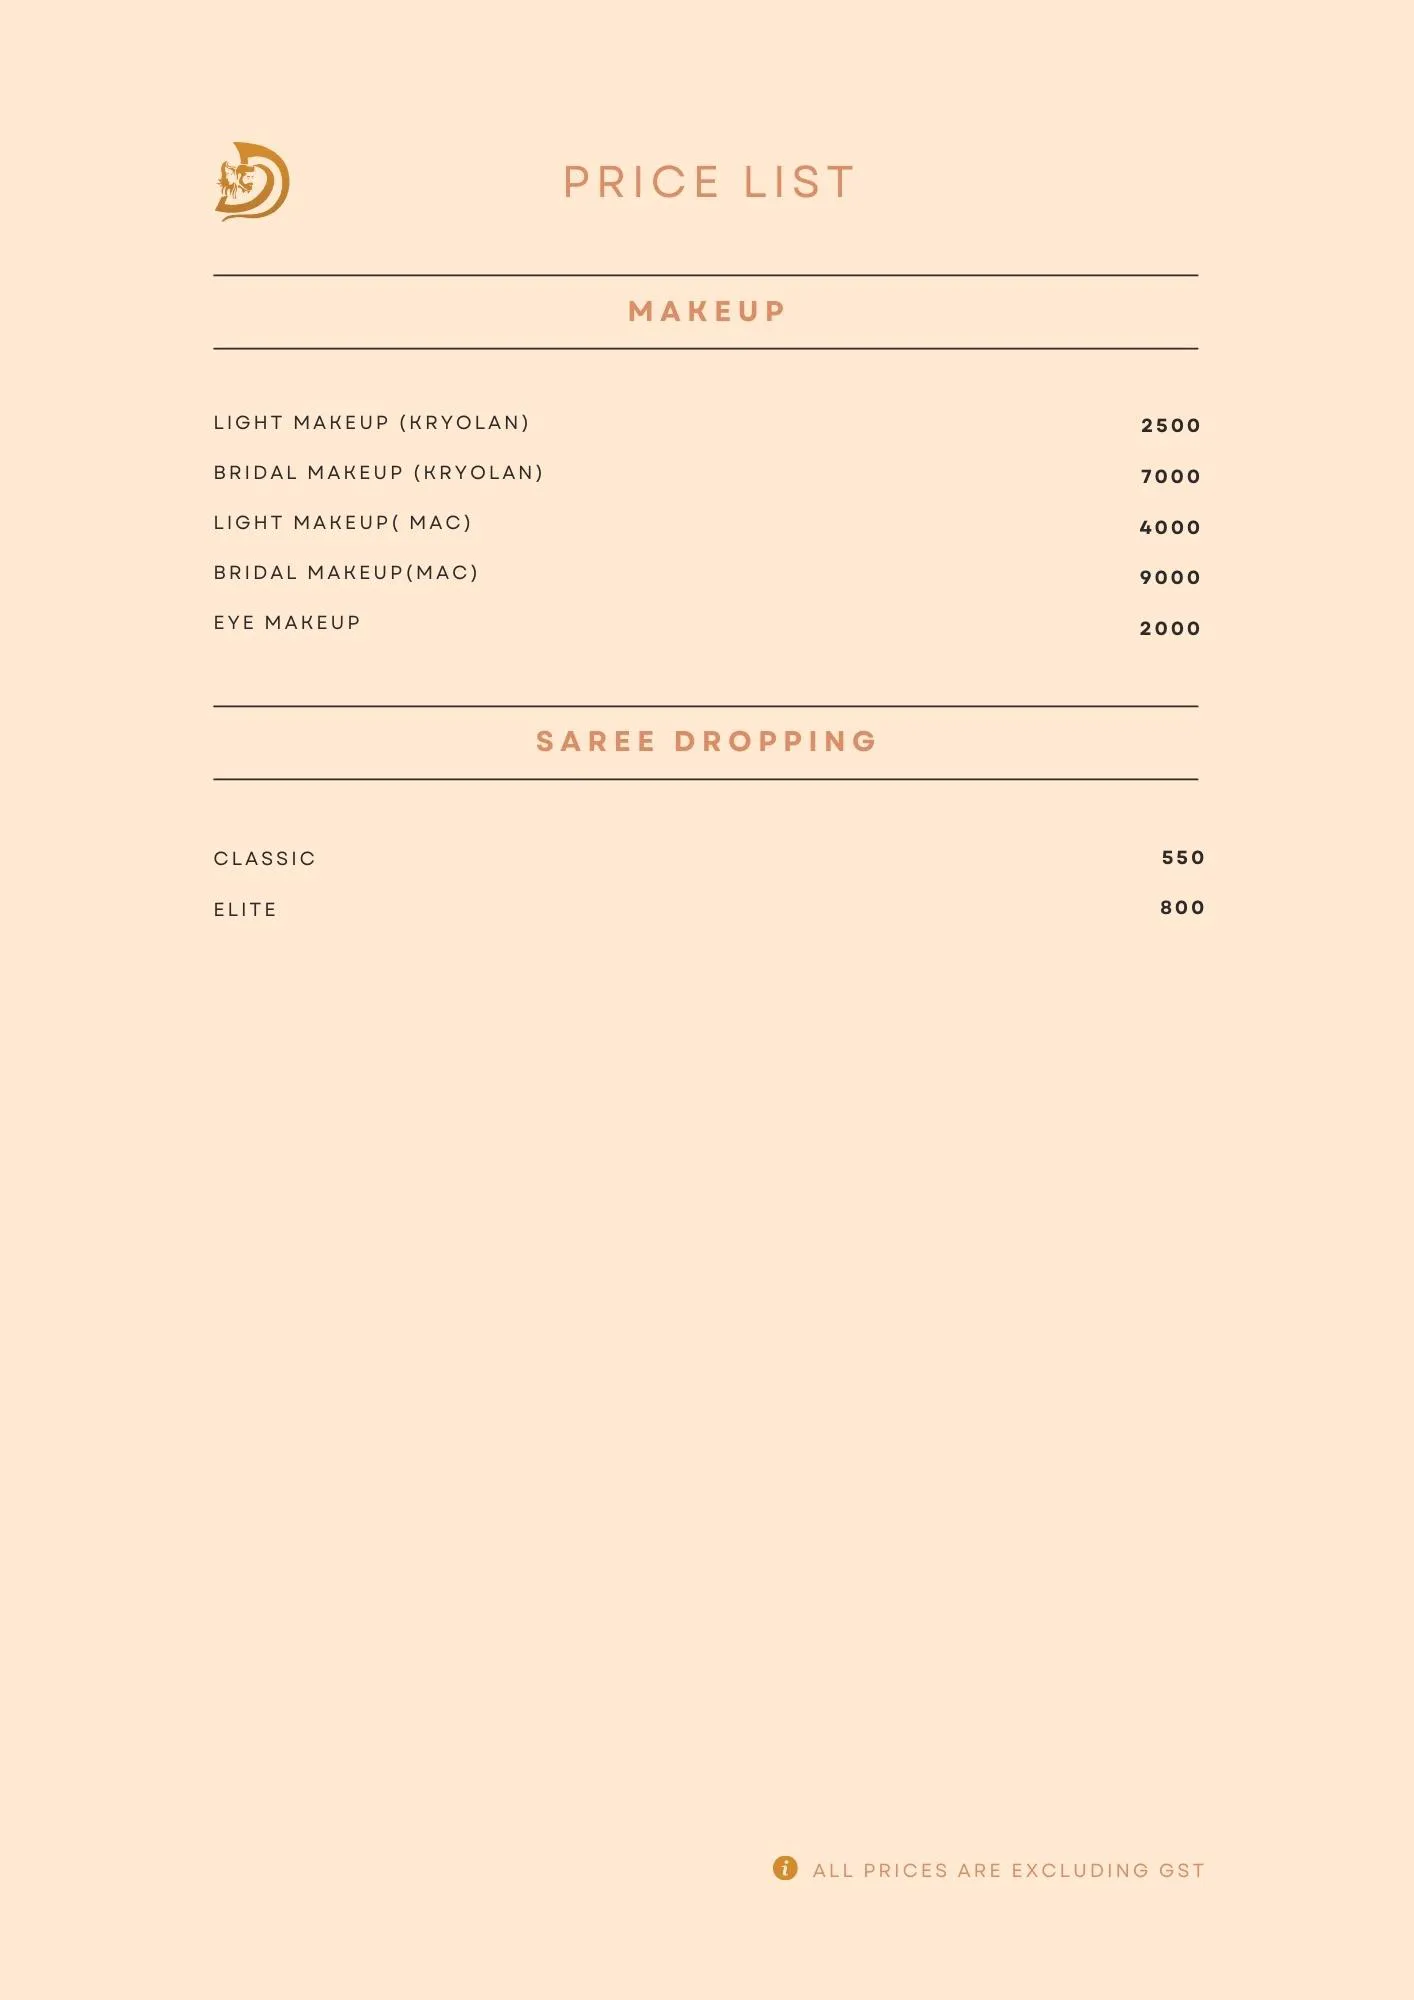 PRICE LIST
MAKEUP
LIGHT MAKEUP (KRYOLAN) 2500
BRIDAL MAKEUP (KRYOLAN) 7000
LIGHT MAKEUP( MAC) 4000
BRIDAL MAKEUP(MAC) 9000
EYE MAKEUP 2000
SAREE DROPPING
CLASSIC 550
ELITE 800
i ALL PRICES ARE EXCLUDING GST